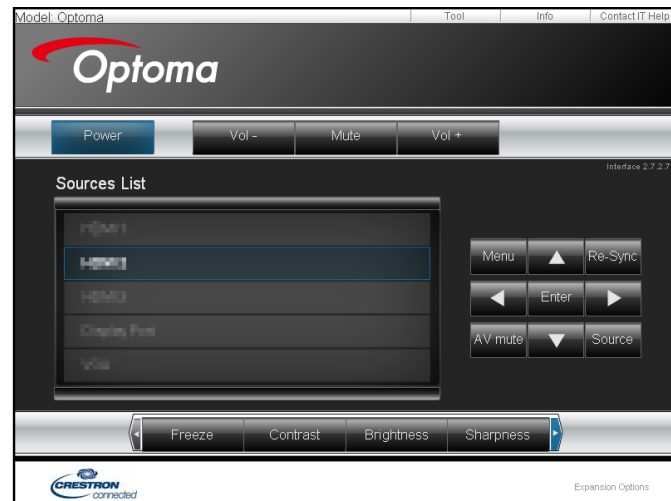 Model: Optoma
Tool Info Contact IT Help
Optoma
Power Vol - Mute Vol +
Interface 2.7.2.7
Sources List
Menu Re-Sync
Enter
AV mute Source
Freeze Contrast Brightness Sharpness
CRESTRON
connected
Expansion Options